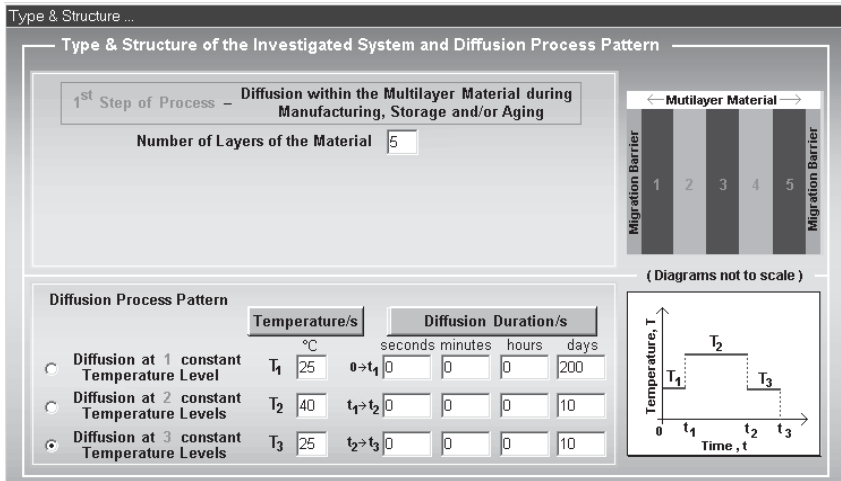 Type & Structure ...
Type & Structure of the Investigated System and Diffusion Process Pattern
1st Step of Process – Diffusion within the Multilayer Material during
Manufacturing, Storage and/or Aging
Number of Layers of the Material 5
←Mutilayer Material→
Migration Barrier
1 2 3 4 5
Migration Barrier
( Diagrams not to scale )
Diffusion Process Pattern
Temperature/s Diffusion Duration/s
°C seconds minutes hours days
Diffusion at 1 constant
Temperature Level
T1 25 0→t1 0 0 0 200
Diffusion at 2 constant
Temperature Levels
T2 40 t1→t2 0 0 0 10
Diffusion at 3 constant
Temperature Levels
T3 25 t2→t3 0 0 0 10
Temperature, T
T1
T2
T3
0 t1 t2 t3
Time , t